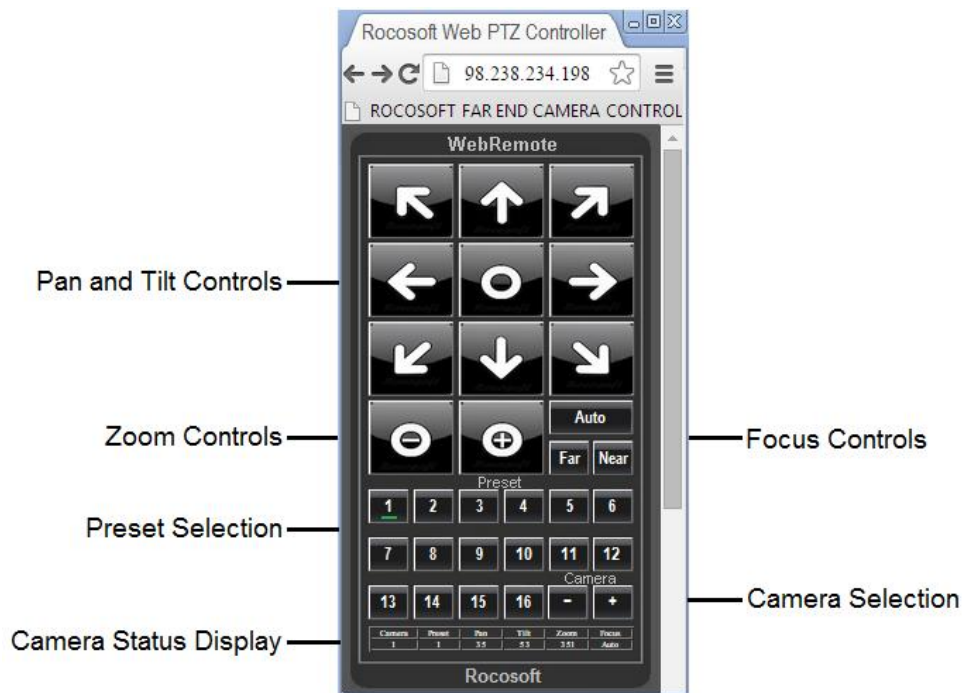 Rocosoft Web PTZ Controller
98.238.234.198
ROCOSOFT FAR END CAMERA CONTROL
WebRemote
Pan and Tilt Controls
Auto
Zoom Controls
Focus Controls
Far Near
Preset
1 2 3 4 5 6
Preset Selection
7 8 9 10 11 12
Camera
13 14 15 16 - +
Camera Selection
Camera Preset Pan Tilt Zoom Focus
Camera Status Display
1 1 35 53 351 Auto
Rocosoft